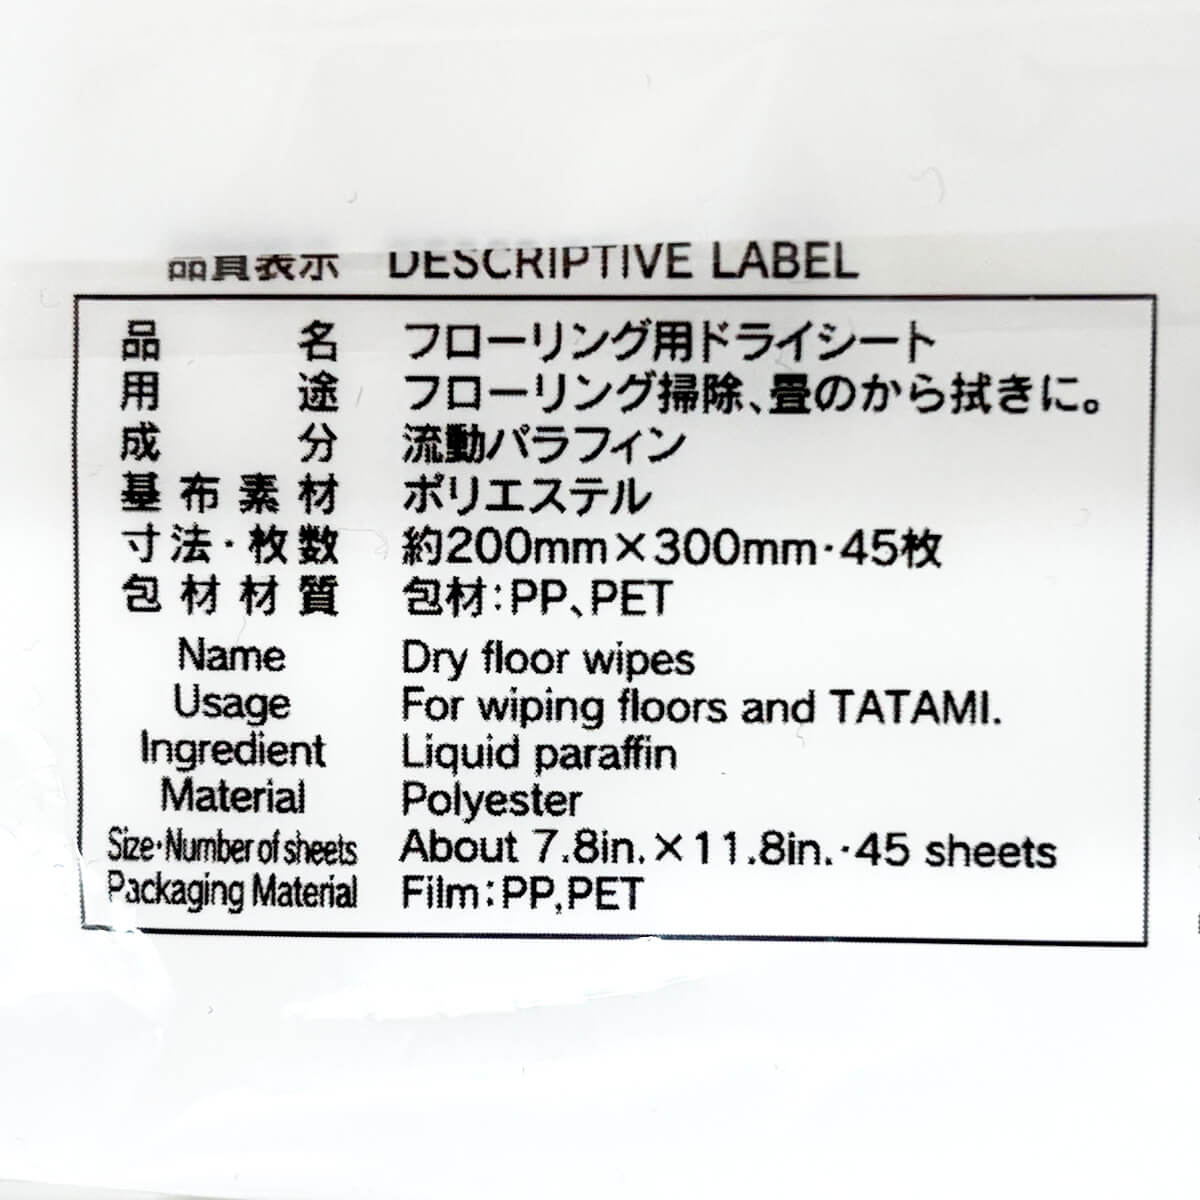 品質表示 DESCRIPTIVE LABEL
品名 フローリング用ドライシート
用途 フローリング掃除、畳のから拭きに。
成分 流動パラフィン
基布素材 ポリエステル
寸法・枚数 約200mm×300mm・45枚
包材材質 包材:PP、PET
Name Dry floor wipes
Usage For wiping floors and TATAMI.
Ingredient Liquid paraffin
Material Polyester
Size・Number of sheets About 7.8in.×11.8in.・45 sheets
Packaging Material Film:PP,PET